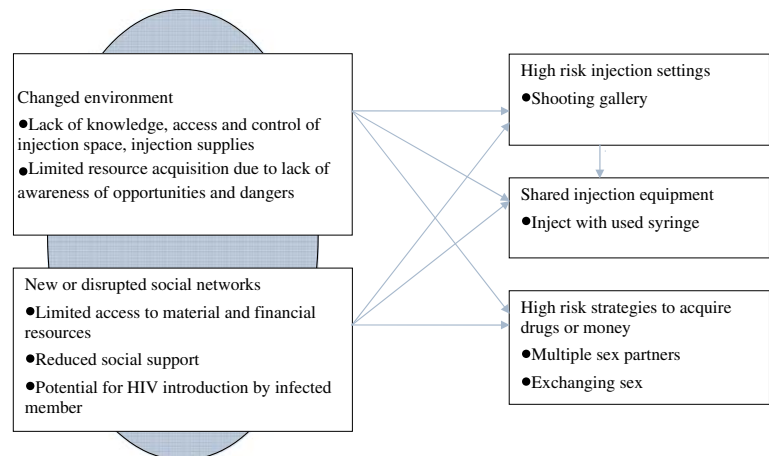 Changed environment
●Lack of knowledge, access and control of
injection space, injection supplies
●Limited resource acquisition due to lack of
awareness of opportunities and dangers
New or disrupted social networks
●Limited access to material and financial
resources
●Reduced social support
●Potential for HIV introduction by infected
member
High risk injection settings
●Shooting gallery
Shared injection equipment
●Inject with used syringe
High risk strategies to acquire
drugs or money
●Multiple sex partners
●Exchanging sex